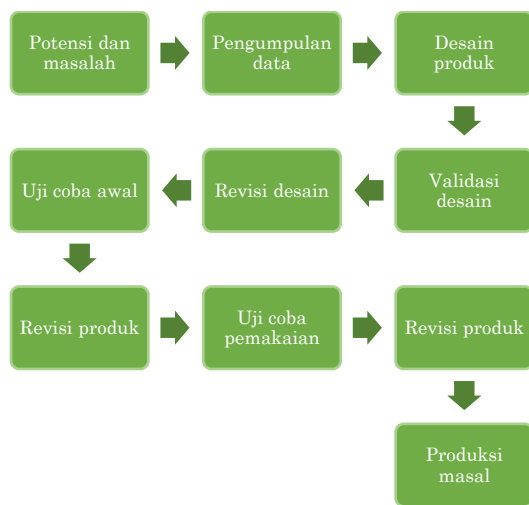 Potensi dan
masalah
Pengumpulan
data
Desain
produk
Validasi
desain
Revisi desain
Uji coba awal
Revisi produk
Uji coba
pemakaian
Revisi produk
Produksi
masal